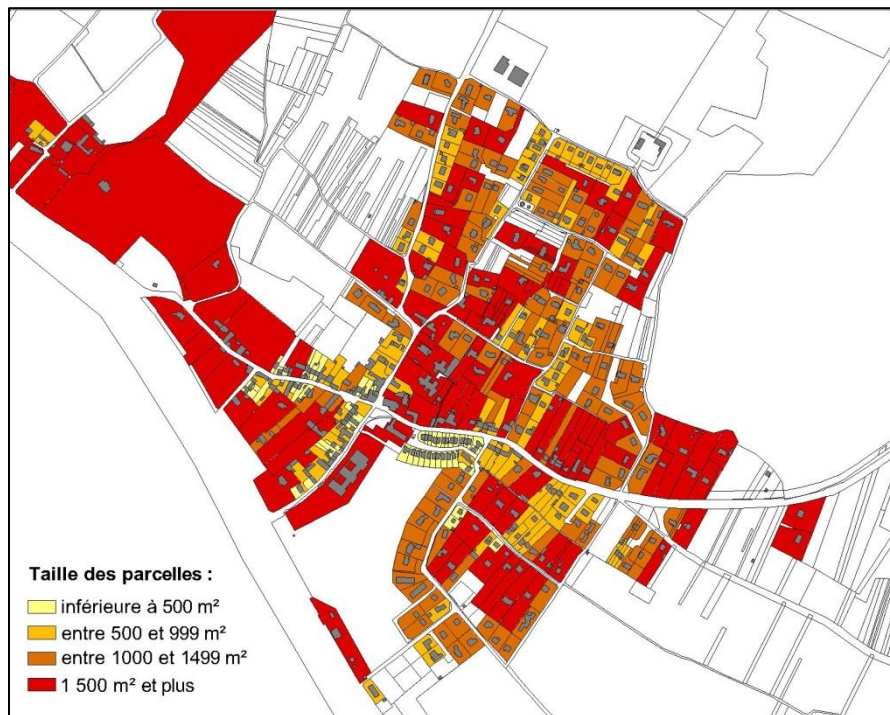 Taille des parcelles :
inférieure à 500 m²
entre 500 et 999 m²
entre 1000 et 1499 m²
1 500 m² et plus